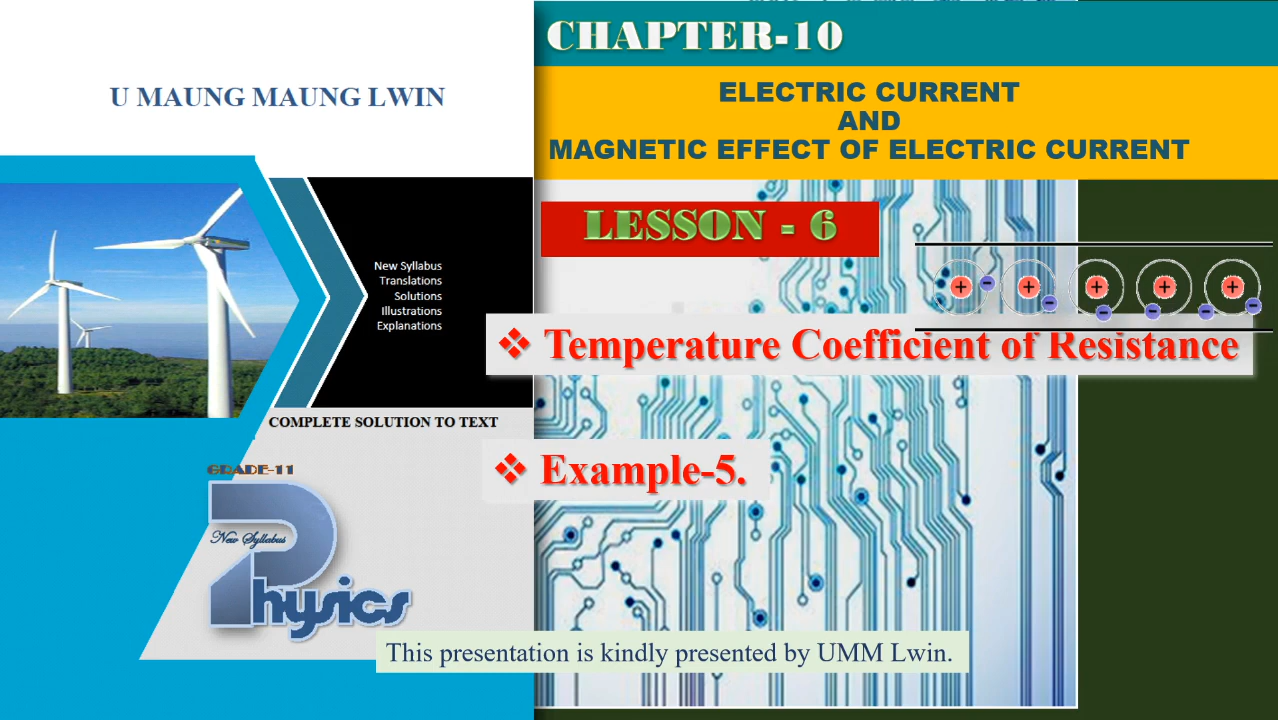 U MAUNG MAUNG LWIN
New Syllabus
Translations
Solutions
Illustrations
Explanations
COMPLETE SOLUTION TO TEXT
GRADE-11
New Syllabus
Physics
CHAPTER-10
ELECTRIC CURRENT
AND
MAGNETIC EFFECT OF ELECTRIC CURRENT
LESSON - 6
❖ Temperature Coefficient of Resistance
❖ Example-5.
This presentation is kindly presented by UMM Lwin.